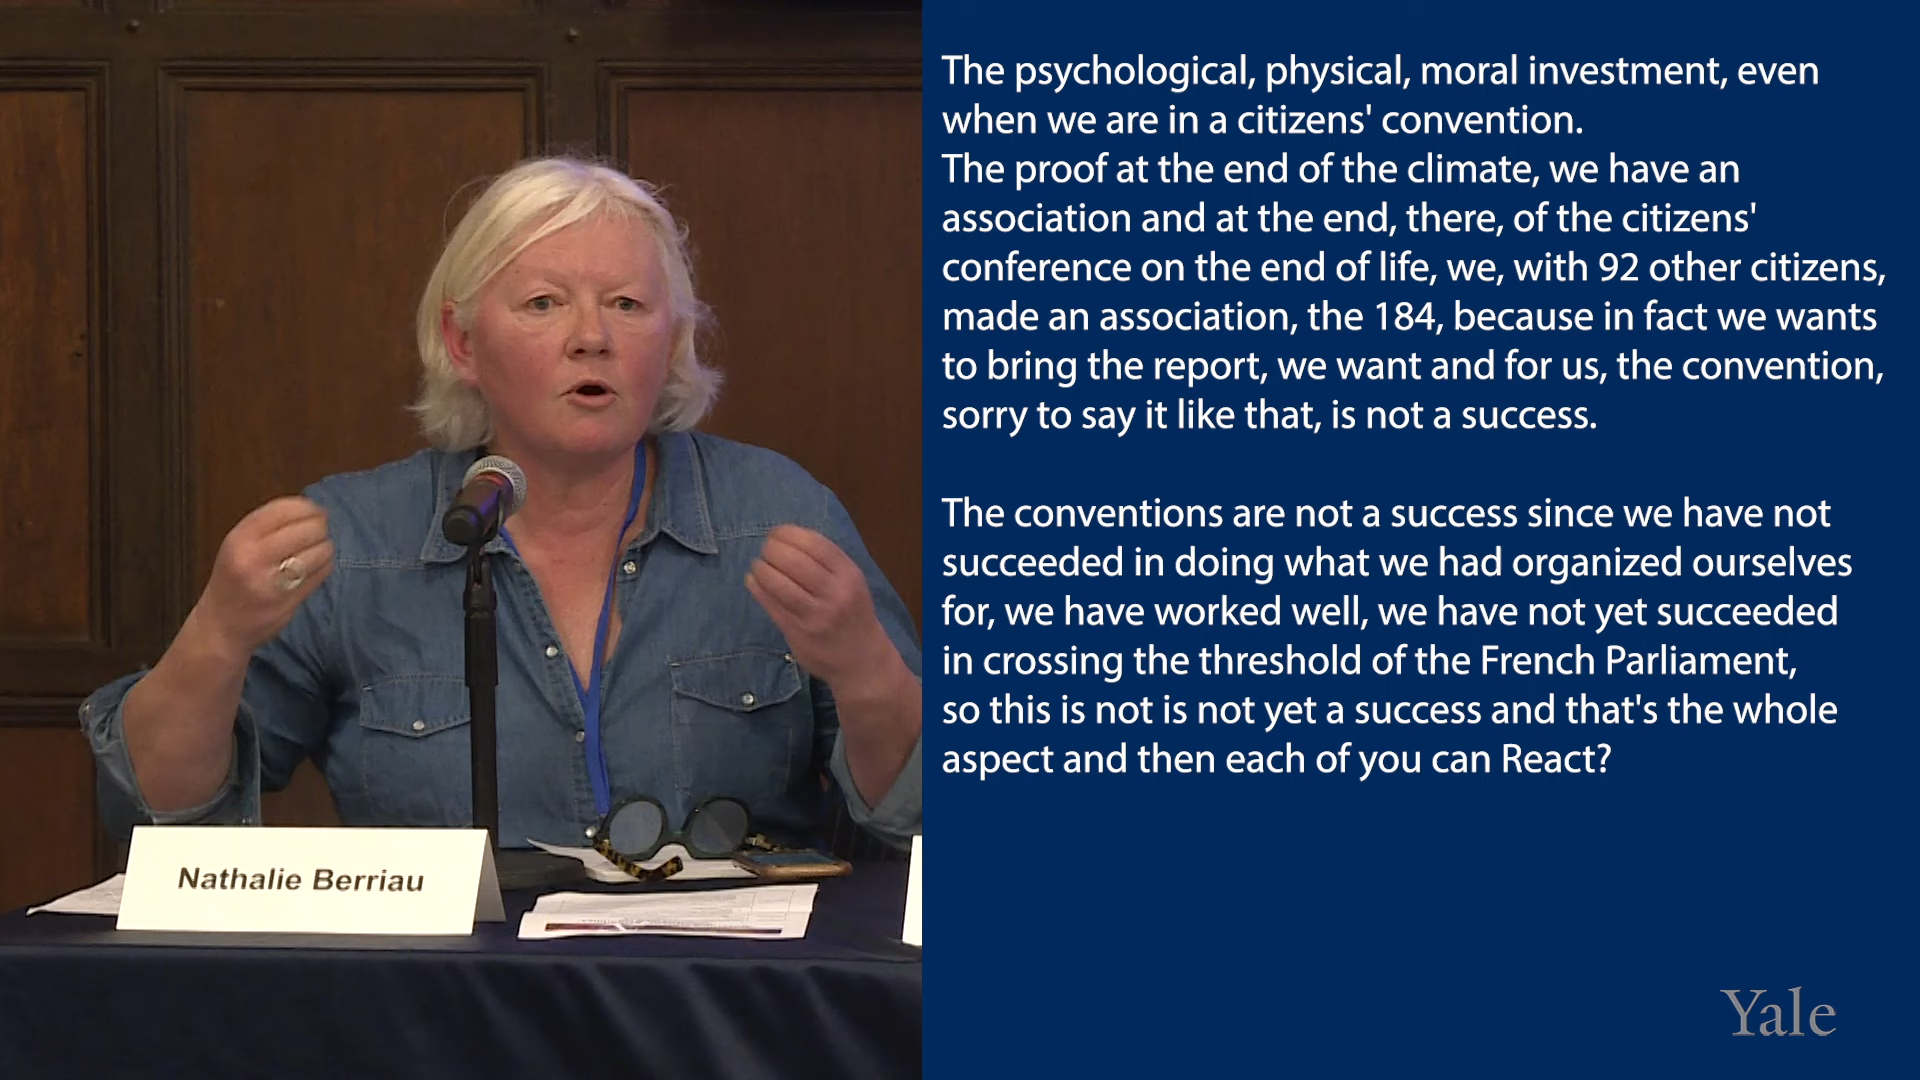 The psychological, physical, moral investment, even
when we are in a citizens' convention.
The proof at the end of the climate, we have an
association and at the end, there, of the citizens'
conference on the end of life, we, with 92 other citizens,
made an association, the 184, because in fact we wants
to bring the report, we want and for us, the convention,
sorry to say it like that, is not a success.
The conventions are not a success since we have not
succeeded in doing what we had organized ourselves
for, we have worked well, we have not yet succeeded
in crossing the threshold of the French Parliament,
so this is not is not yet a success and that's the whole
aspect and then each of you can React?
Nathalie Berriau
Yale